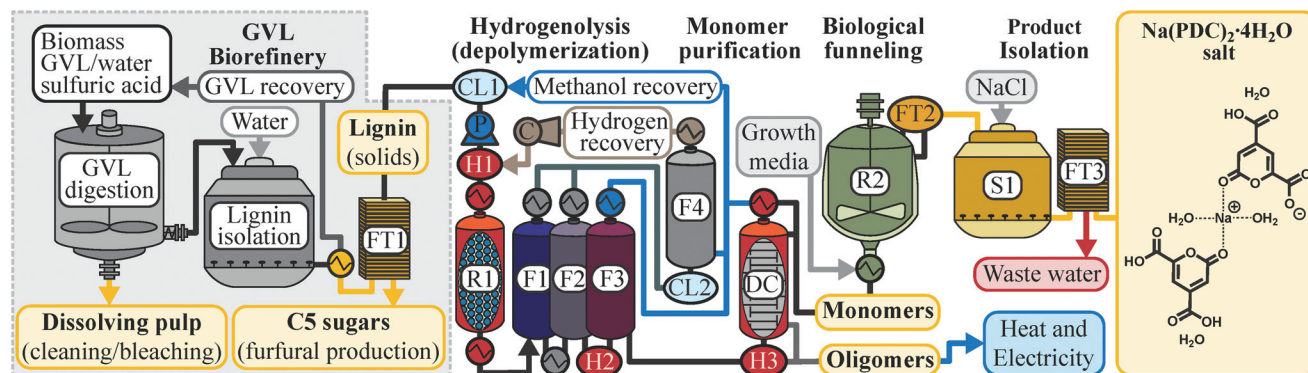 GVL
Biorefinery
Biomass
GVL/water
sulfuric acid
GVL recovery
Water
GVL
digestion
Lignin
isolation
Lignin
(solids)
FT1
Dissolving pulp
(cleaning/bleaching)
C5 sugars
(furfural production)
Hydrogenolysis
(depolymerization)
CL1
Methanol recovery
P
C
Hydrogen
recovery
H1
R1
F1
F2
F3
H2
F4
CL2
Monomer
purification
Growth
media
DC
H3
Monomers
Oligomers
Heat and
Electricity
Biological
funneling
R2
FT2
Product
Isolation
NaCl
S1
FT3
Waste water
Na(PDC)₂·4H₂O
salt
H₂O
H₂O
OH
O
O
O
O
O
O
⊖
H₂O
Na
⊕
OH₂
O
O
O
OH
O
O
OH
H₂O
H₂O